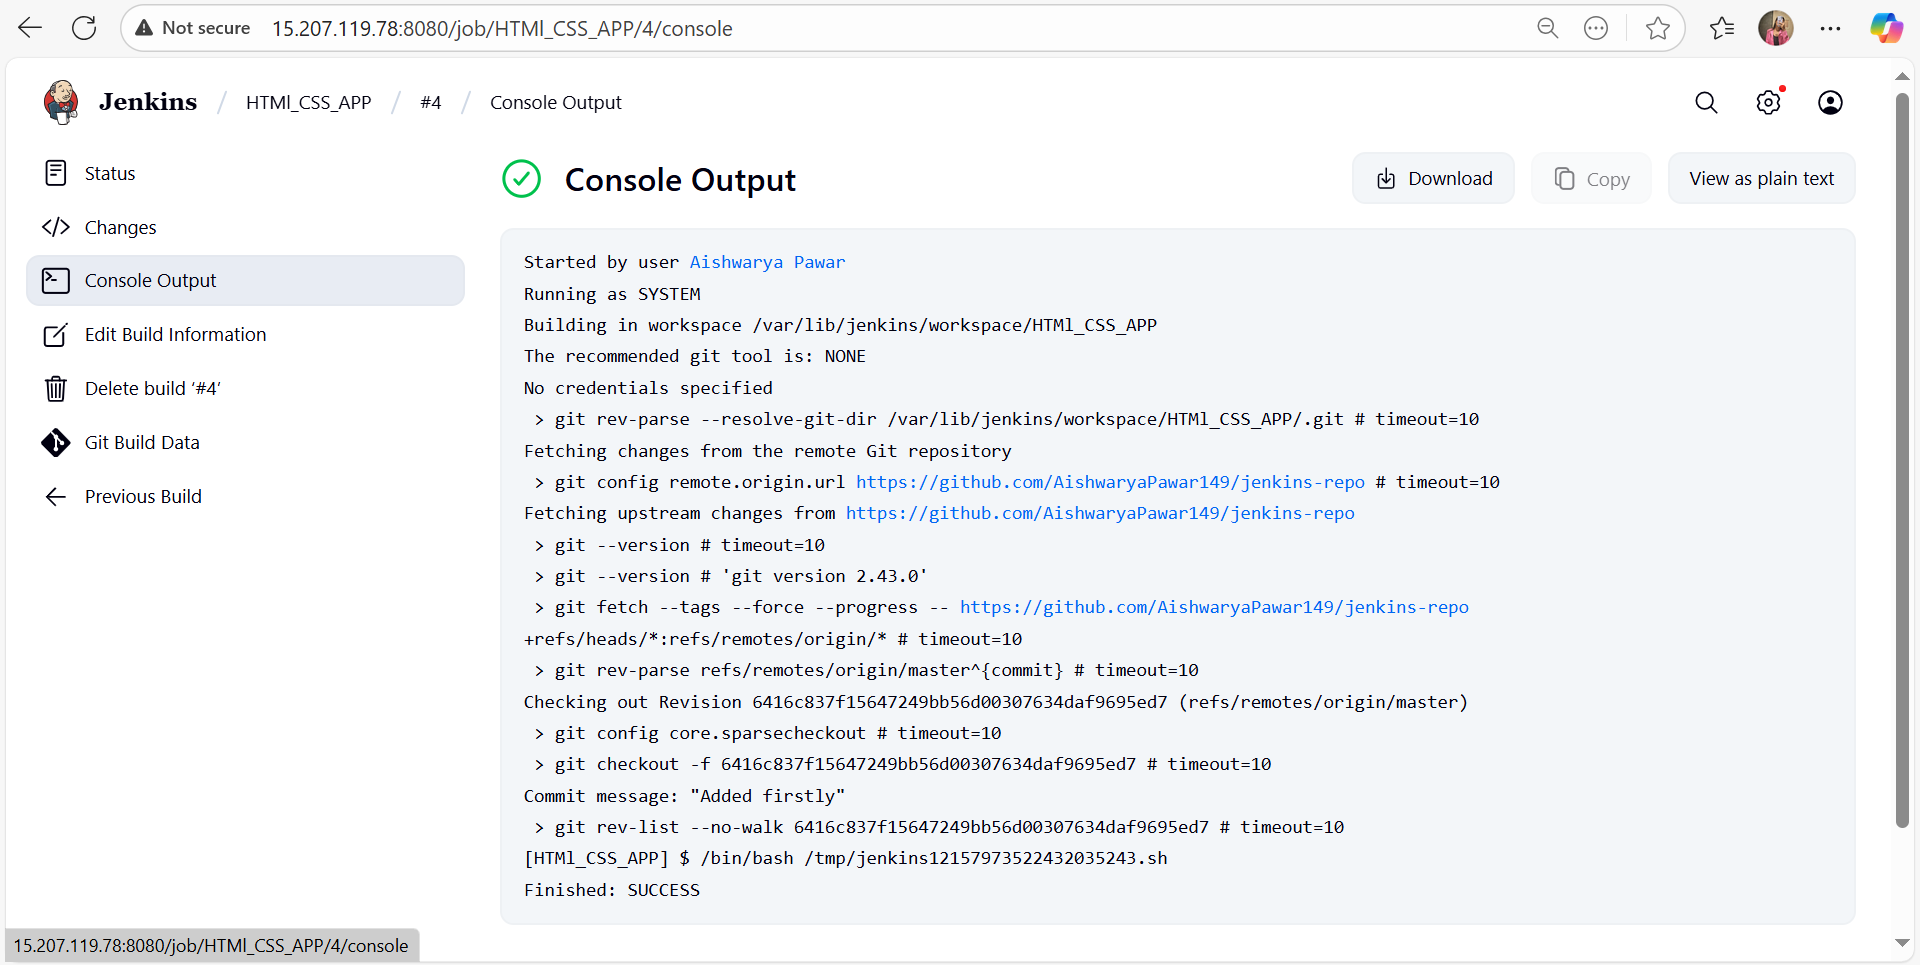 Not secure 15.207.119.78:8080/job/HTMl_CSS_APP/4/console
Jenkins / HTMl_CSS_APP / #4 / Console Output
Status
Changes
Console Output
Edit Build Information
Delete build ‘#4’
Git Build Data
Previous Build
Console Output
Download
Copy
View as plain text
Started by user Aishwarya Pawar
Running as SYSTEM
Building in workspace /var/lib/jenkins/workspace/HTMl_CSS_APP
The recommended git tool is: NONE
No credentials specified
> git rev-parse --resolve-git-dir /var/lib/jenkins/workspace/HTMl_CSS_APP/.git # timeout=10
Fetching changes from the remote Git repository
> git config remote.origin.url https://github.com/AishwaryaPawar149/jenkins-repo # timeout=10
Fetching upstream changes from https://github.com/AishwaryaPawar149/jenkins-repo
> git --version # timeout=10
> git --version # 'git version 2.43.0'
> git fetch --tags --force --progress -- https://github.com/AishwaryaPawar149/jenkins-repo
+refs/heads/*:refs/remotes/origin/* # timeout=10
> git rev-parse refs/remotes/origin/master^{commit} # timeout=10
Checking out Revision 6416c837f15647249bb56d00307634daf9695ed7 (refs/remotes/origin/master)
> git config core.sparsecheckout # timeout=10
> git checkout -f 6416c837f15647249bb56d00307634daf9695ed7 # timeout=10
Commit message: "Added firstly"
> git rev-list --no-walk 6416c837f15647249bb56d00307634daf9695ed7 # timeout=10
[HTMl_CSS_APP] $ /bin/bash /tmp/jenkins12157973522432035243.sh
Finished: SUCCESS
15.207.119.78:8080/job/HTMl_CSS_APP/4/console